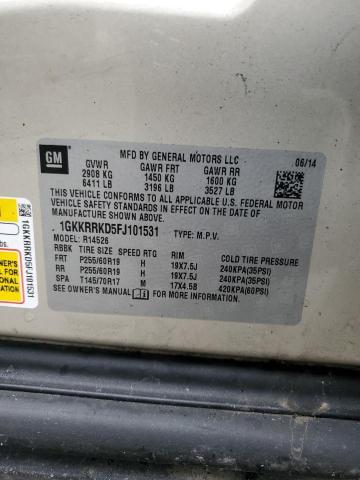 GM
MFD BY GENERAL MOTORS LLC 06/14
GVWR GAWR FRT GAWR RR
2908 KG 1450 KG 1600 KG
6411 LB 3196 LB 3527 LB
THIS VEHICLE CONFORMS TO ALL APPLICABLE U.S. FEDERAL MOTOR
VEHICLE SAFETY, BUMPER, AND THEFT PREVENTION STANDARDS
IN EFFECT ON THE DATE OF MANUFACTURE SHOWN ABOVE.
1GKKRRKD5FJ101531 TYPE: M.P.V.
MODEL: R14526
RBBK TIRE SIZE SPEED RTG RIM COLD TIRE PRESSURE
FRT P255/60R19 H 19X7.5J 240KPA(35PSI)
RR P255/60R19 H 19X7.5J 240KPA(35PSI)
SPA T145/70R17 M 17X4.5B 420KPA(60PSI)
SEE OWNER'S MANUAL FOR MORE INFORMATION.
1GKKRRKD5FJ101531